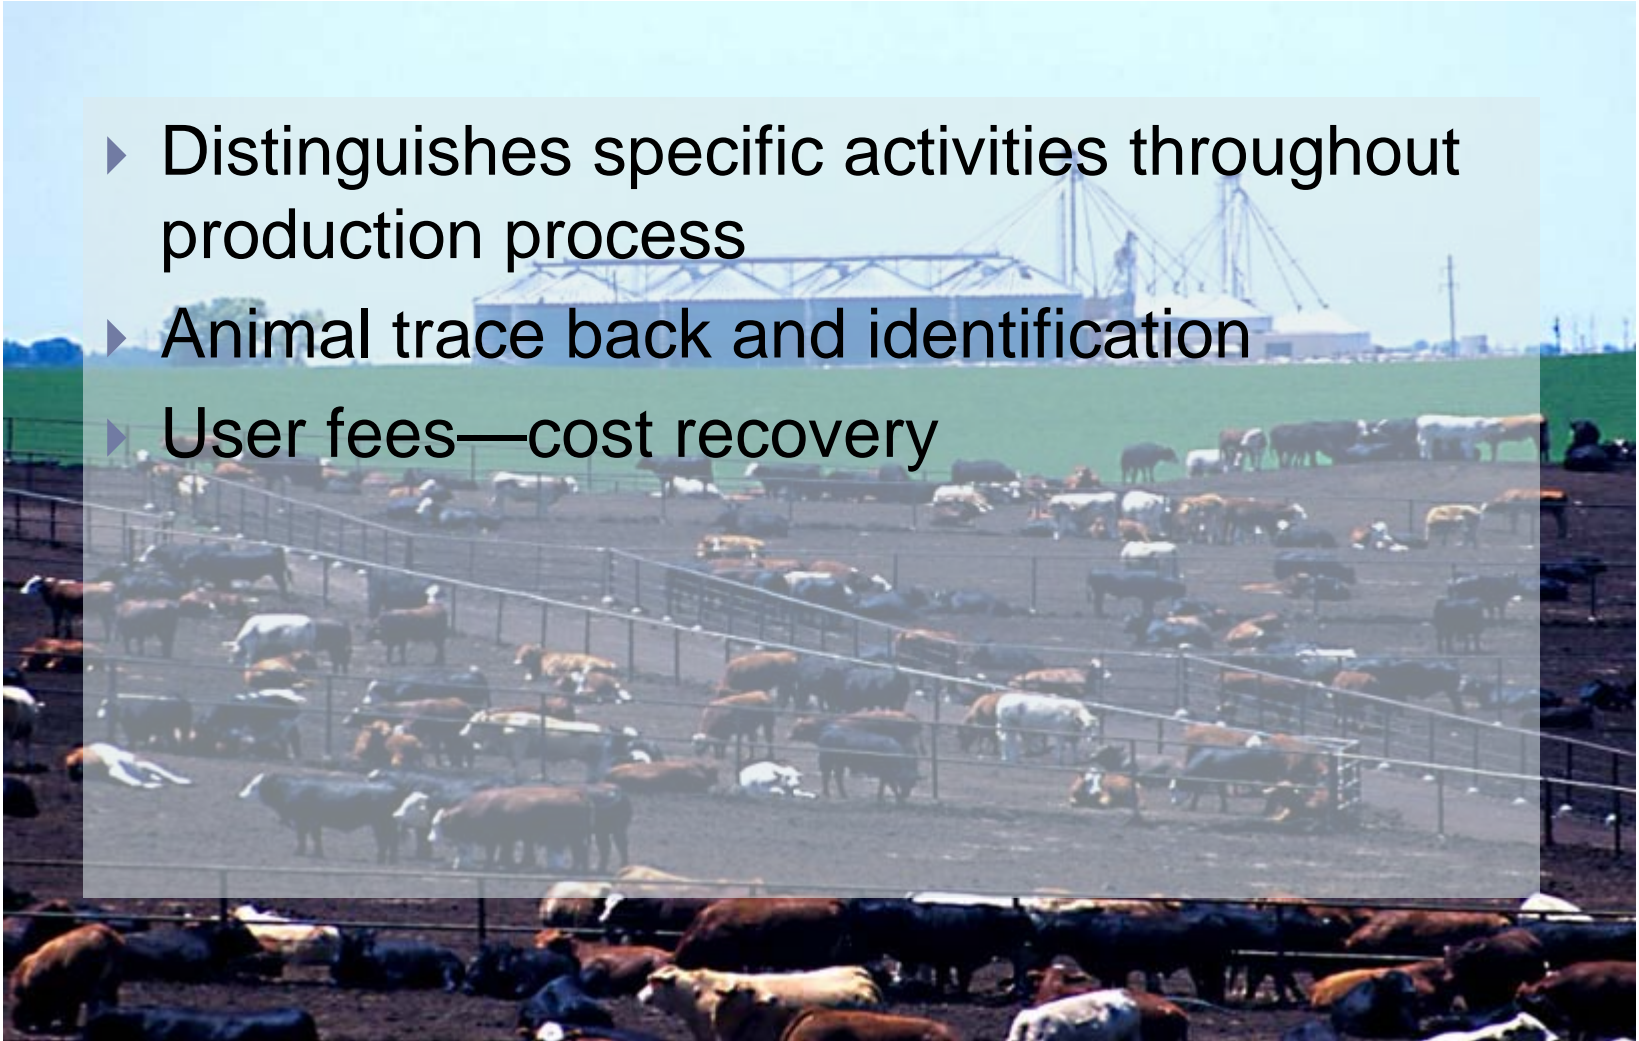 Distinguishes specific activities throughout
production process
Animal trace back and identification
User fees—cost recovery